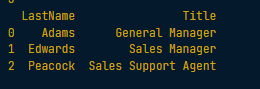 LastName Title
0 Adams General Manager
1 Edwards Sales Manager
2 Peacock Sales Support Agent